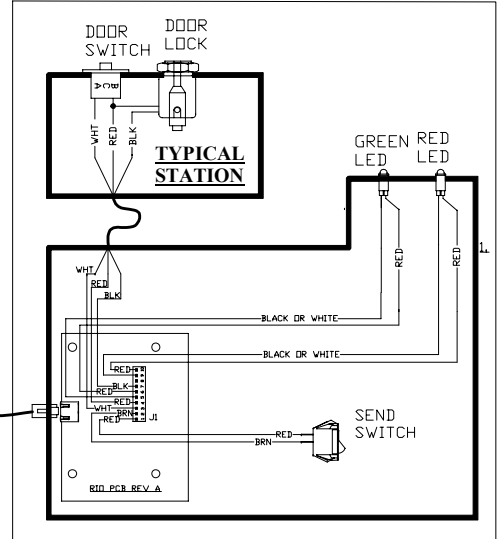 DOOR
SWITCH
DOOR
LOCK
B C A
WHT
RED
BLK
TYPICAL
STATION
GREEN
LED
RED
LED
1.
WHT
RED
BLK
RED
RED
BLACK OR WHITE
BLACK OR WHITE
RED
BLK
RED
RED
WHT
BRN
RED
J1
RED
BRN
SEND
SWITCH
RIO PCB REV A